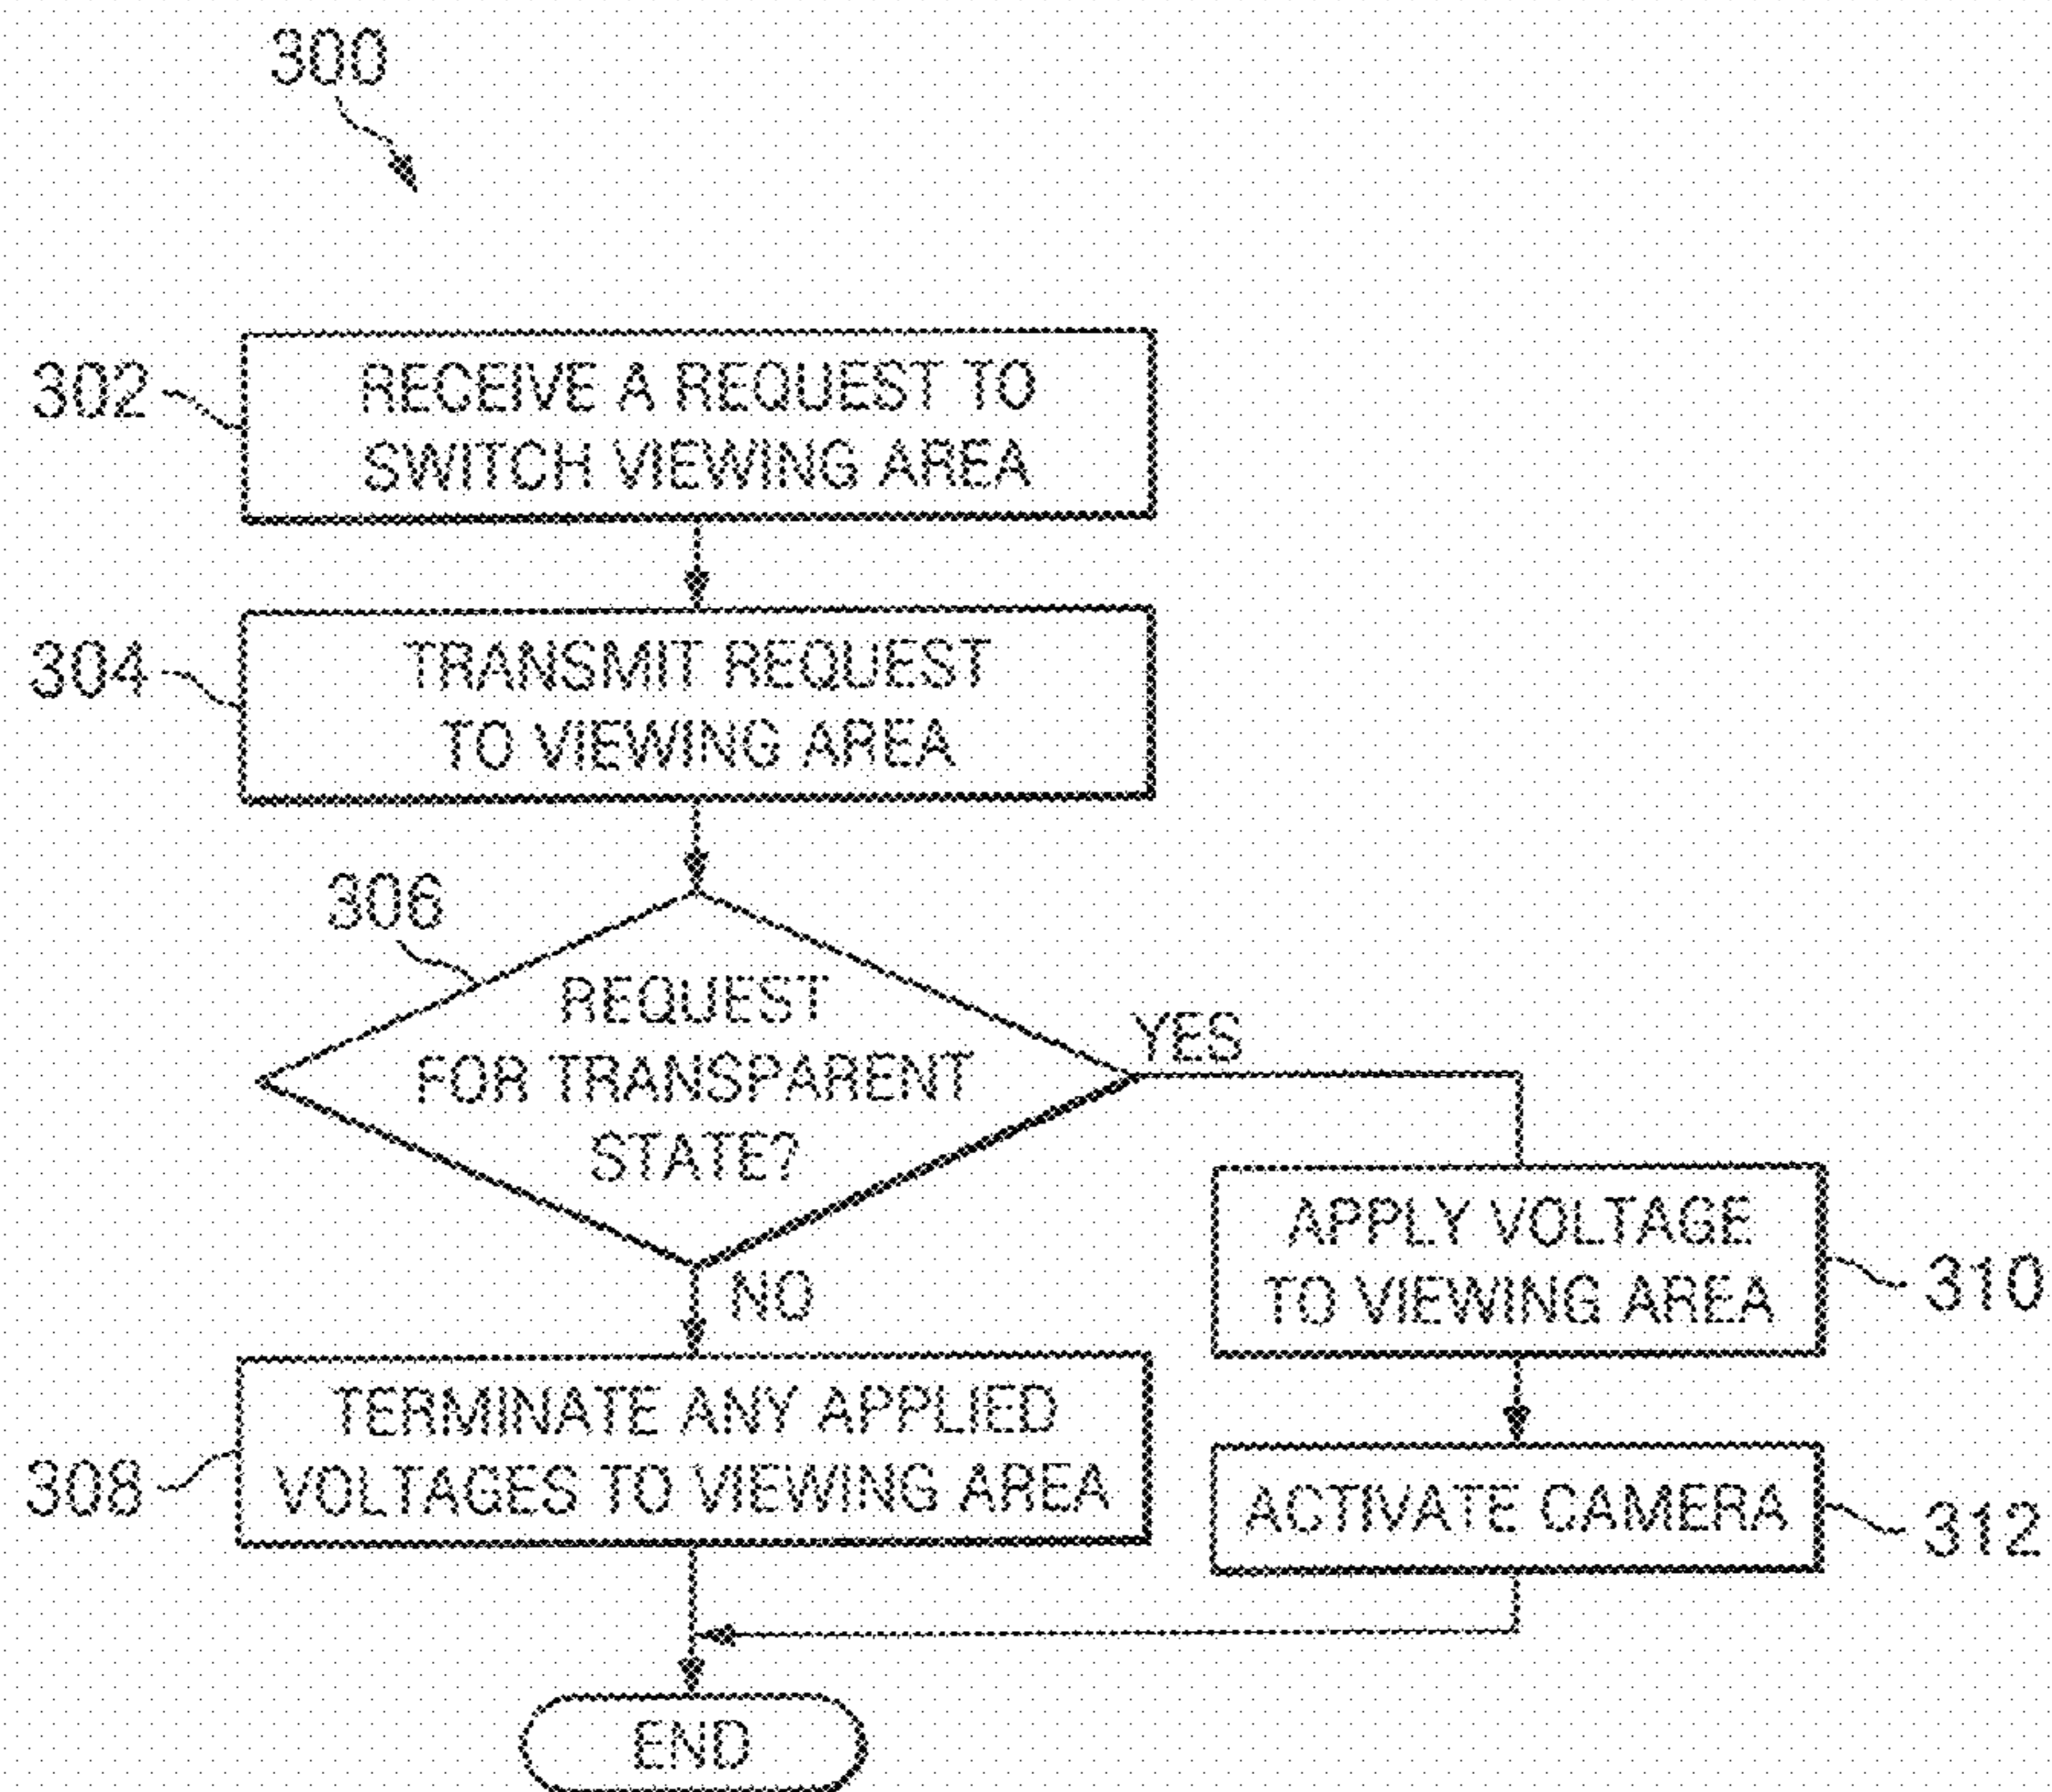 300
302
RECEIVE A REQUEST TO
SWITCH VIEWING AREA
304
TRANSMIT REQUEST
TO VIEWING AREA
306
REQUEST
FOR TRANSPARENT
STATE?
YES
NO
APPLY VOLTAGE
TO VIEWING AREA
310
308
TERMINATE ANY APPLIED
VOLTAGES TO VIEWING AREA
ACTIVATE CAMERA
312
END